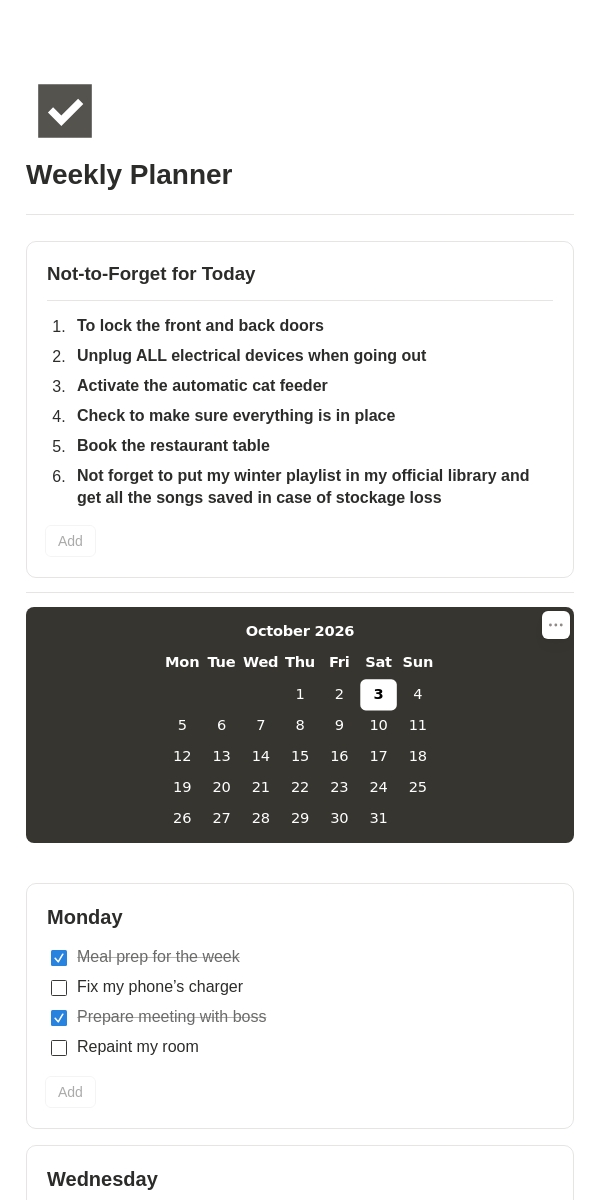 Weekly Planner
Not-to-Forget for Today
1. To lock the front and back doors
2. Unplug ALL electrical devices when going out
3. Activate the automatic cat feeder
4. Check to make sure everything is in place
5. Book the restaurant table
6. Not forget to put my winter playlist in my official library and
get all the songs saved in case of stockage loss
Add
October 2026
Mon Tue Wed Thu Fri Sat Sun
1 2 3 4
5 6 7 8 9 10 11
12 13 14 15 16 17 18
19 20 21 22 23 24 25
26 27 28 29 30 31
Monday
Meal prep for the week
Fix my phone’s charger
Prepare meeting with boss
Repaint my room
Add
Wednesday